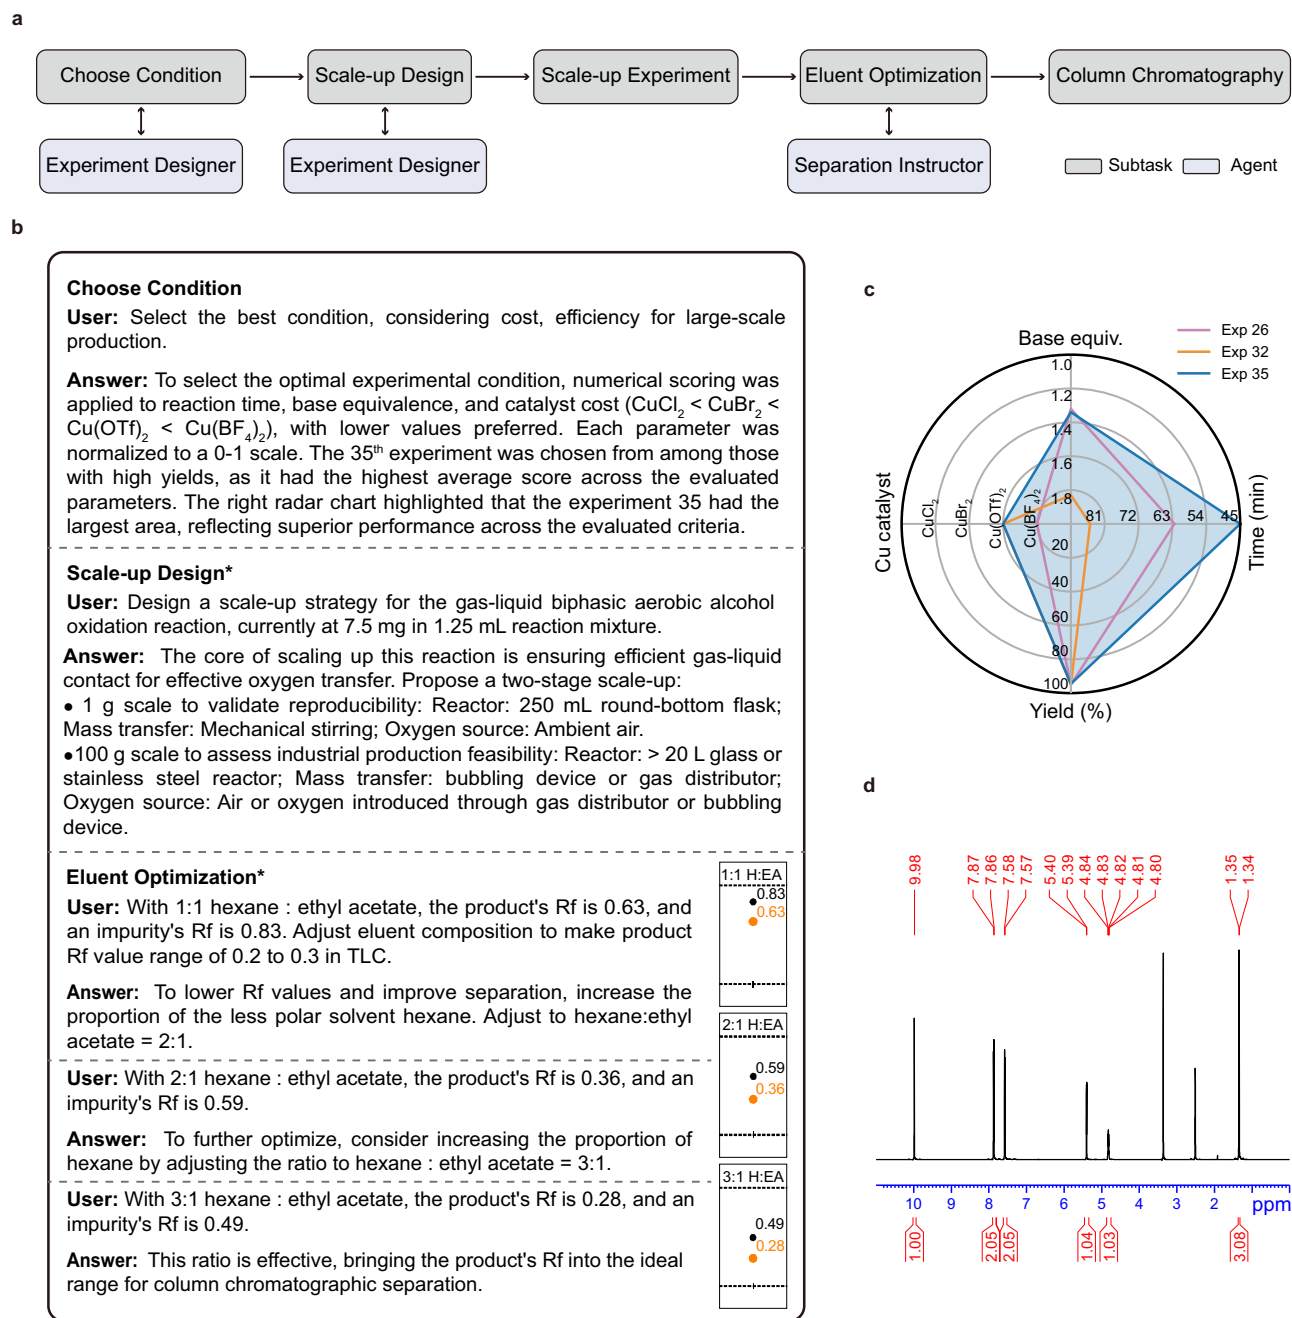 a
Choose Condition
Scale-up Design
Scale-up Experiment
Eluent Optimization
Column Chromatography
Experiment Designer
Experiment Designer
Separation Instructor
Subtask
Agent
b
Choose Condition
User: Select the best condition, considering cost, efficiency for large-scale
production.
Answer: To select the optimal experimental condition, numerical scoring was
applied to reaction time, base equivalence, and catalyst cost (CuCl₂ < CuBr₂ <
Cu(OTf)₂ < Cu(BF₄)₂), with lower values preferred. Each parameter was
normalized to a 0-1 scale. The 35ᵗʰ experiment was chosen from among those
with high yields, as it had the highest average score across the evaluated
parameters. The right radar chart highlighted that the experiment 35 had the
largest area, reflecting superior performance across the evaluated criteria.
Scale-up Design*
User: Design a scale-up strategy for the gas-liquid biphasic aerobic alcohol
oxidation reaction, currently at 7.5 mg in 1.25 mL reaction mixture.
Answer: The core of scaling up this reaction is ensuring efficient gas-liquid
contact for effective oxygen transfer. Propose a two-stage scale-up:
● 1 g scale to validate reproducibility: Reactor: 250 mL round-bottom flask;
Mass transfer: Mechanical stirring; Oxygen source: Ambient air.
●100 g scale to assess industrial production feasibility: Reactor: > 20 L glass or
stainless steel reactor; Mass transfer: bubbling device or gas distributor;
Oxygen source: Air or oxygen introduced through gas distributor or bubbling
device.
Eluent Optimization*
User: With 1:1 hexane : ethyl acetate, the product's Rf is 0.63, and
an impurity's Rf is 0.83. Adjust eluent composition to make product
Rf value range of 0.2 to 0.3 in TLC.
Answer: To lower Rf values and improve separation, increase the
proportion of the less polar solvent hexane. Adjust to hexane:ethyl
acetate = 2:1.
User: With 2:1 hexane : ethyl acetate, the product's Rf is 0.36, and an
impurity's Rf is 0.59.
Answer: To further optimize, consider increasing the proportion of
hexane by adjusting the ratio to hexane : ethyl acetate = 3:1.
User: With 3:1 hexane : ethyl acetate, the product's Rf is 0.28, and an
impurity's Rf is 0.49.
Answer: This ratio is effective, bringing the product's Rf into the ideal
range for column chromatographic separation.
1:1 H:EA
0.83
0.63
2:1 H:EA
0.59
0.36
3:1 H:EA
0.49
0.28
c
Exp 26
Exp 32
Exp 35
Base equiv.
1.0
1.2
1.4
1.6
1.8
Cu catalyst
CuCl₂
CuBr₂
Cu(OTf)₂
Cu(BF₄)₂
81
72
63
54
45
Time (min)
20
40
60
80
100
Yield (%)
d
9.98
7.87
7.86
7.58
7.57
5.40
5.39
4.84
4.83
4.82
4.81
4.80
1.35
1.34
10
9
8
7
6
5
4
3
2
ppm
1.00
2.05
2.05
1.04
1.03
3.08